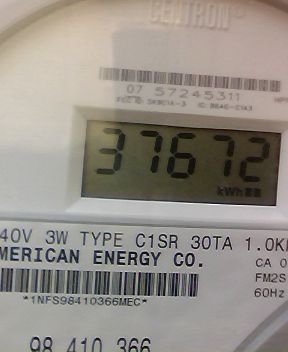 CENTRON®
07 57245311
37672
kWh
40V 3W TYPE C1SR 30TA 1.0K
MERICAN ENERGY CO.
CA 0
FM2S
60Hz
*1NFS98410366MEC*
98 410 366